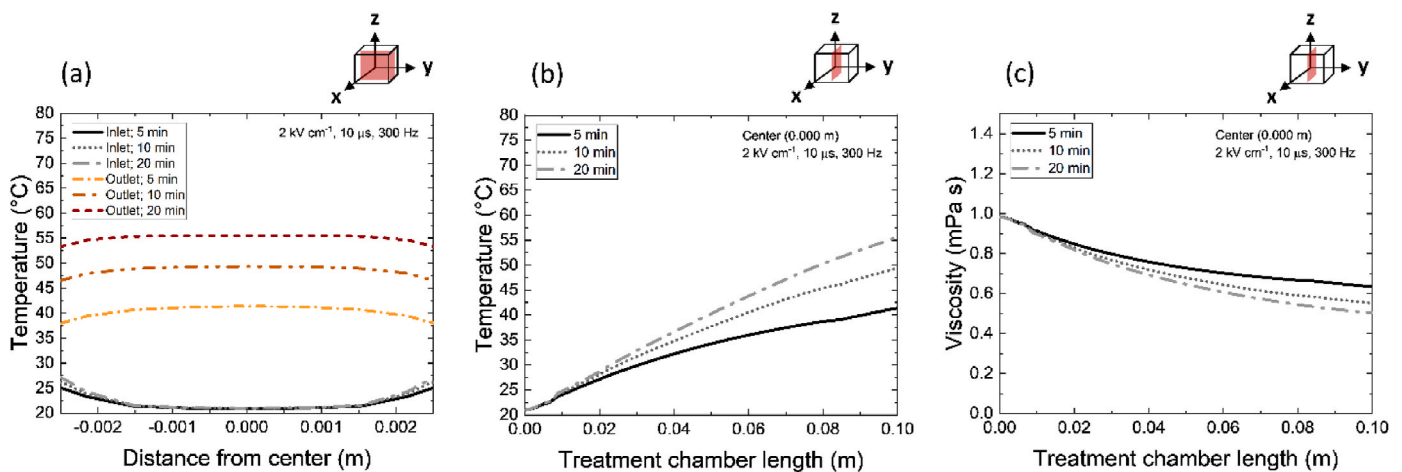 (a)
z
y
x
Temperature (°C)
80
75
70
65
60
55
50
45
40
35
30
25
20
Inlet; 5 min
Inlet; 10 min
Inlet; 20 min
Outlet; 5 min
Outlet; 10 min
Outlet; 20 min
2 kV cm⁻¹, 10 µs, 300 Hz
-0.002 -0.001 0.000 0.001 0.002
Distance from center (m)
(b)
z
y
x
Temperature (°C)
80
75
70
65
60
55
50
45
40
35
30
25
20
5 min
10 min
20 min
Center (0.000 m)
2 kV cm⁻¹, 10 µs, 300 Hz
0.00 0.02 0.04 0.06 0.08 0.10
Treatment chamber length (m)
(c)
z
y
x
Viscosity (mPa s)
1.4
1.2
1.0
0.8
0.6
0.4
0.2
0.0
5 min
10 min
20 min
Center (0.000 m)
2 kV cm⁻¹, 10 µs, 300 Hz
0.00 0.02 0.04 0.06 0.08 0.10
Treatment chamber length (m)